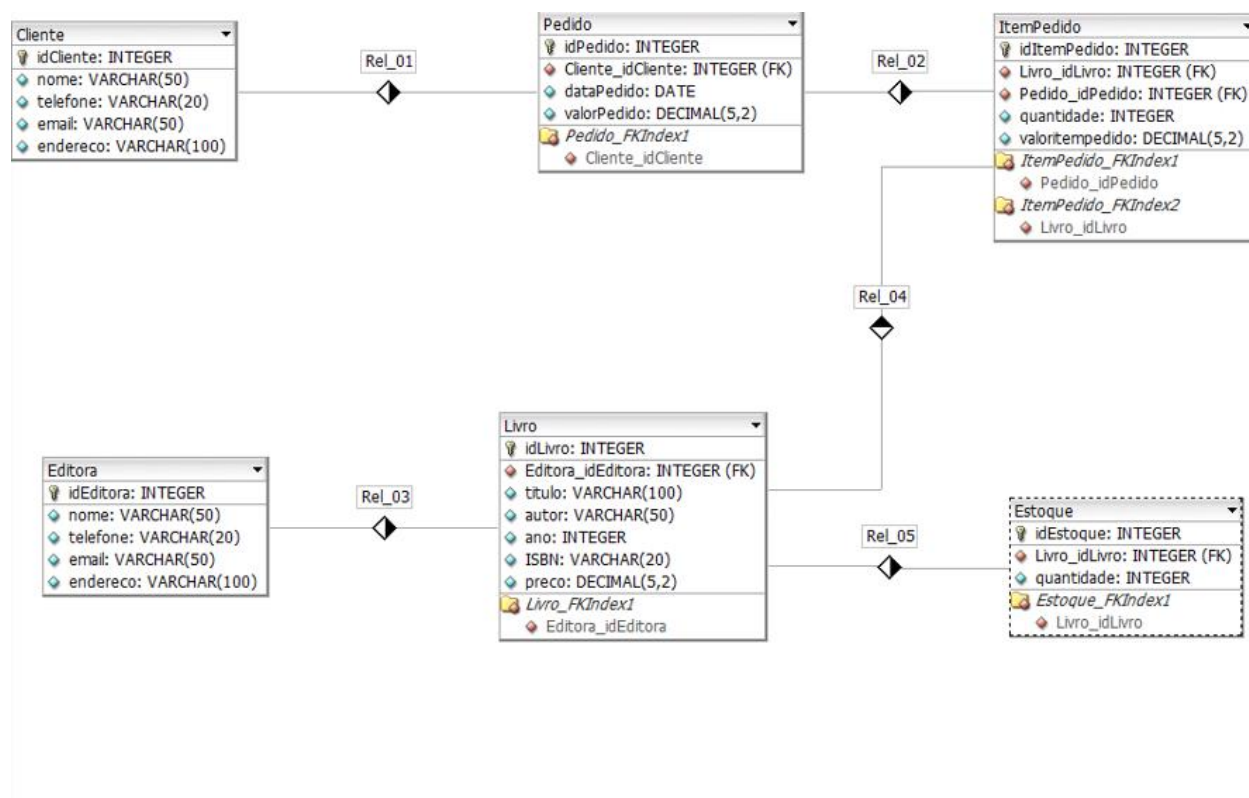 Cliente
idCliente: INTEGER
nome: VARCHAR(50)
telefone: VARCHAR(20)
email: VARCHAR(50)
endereco: VARCHAR(100)
Rel_01
Pedido
idPedido: INTEGER
Cliente_idCliente: INTEGER (FK)
dataPedido: DATE
valorPedido: DECIMAL(5,2)
Pedido_FKIndex1
Cliente_idCliente
Rel_02
ItemPedido
idItemPedido: INTEGER
Livro_idLivro: INTEGER (FK)
Pedido_idPedido: INTEGER (FK)
quantidade: INTEGER
valoritempedido: DECIMAL(5,2)
ItemPedido_FKIndex1
Pedido_idPedido
ItemPedido_FKIndex2
Livro_idLivro
Rel_04
Editora
idEditora: INTEGER
nome: VARCHAR(50)
telefone: VARCHAR(20)
email: VARCHAR(50)
endereco: VARCHAR(100)
Rel_03
Livro
idLivro: INTEGER
Editora_idEditora: INTEGER (FK)
titulo: VARCHAR(100)
autor: VARCHAR(50)
ano: INTEGER
ISBN: VARCHAR(20)
preco: DECIMAL(5,2)
Livro_FKIndex1
Editora_idEditora
Rel_05
Estoque
idEstoque: INTEGER
Livro_idLivro: INTEGER (FK)
quantidade: INTEGER
Estoque_FKIndex1
Livro_idLivro